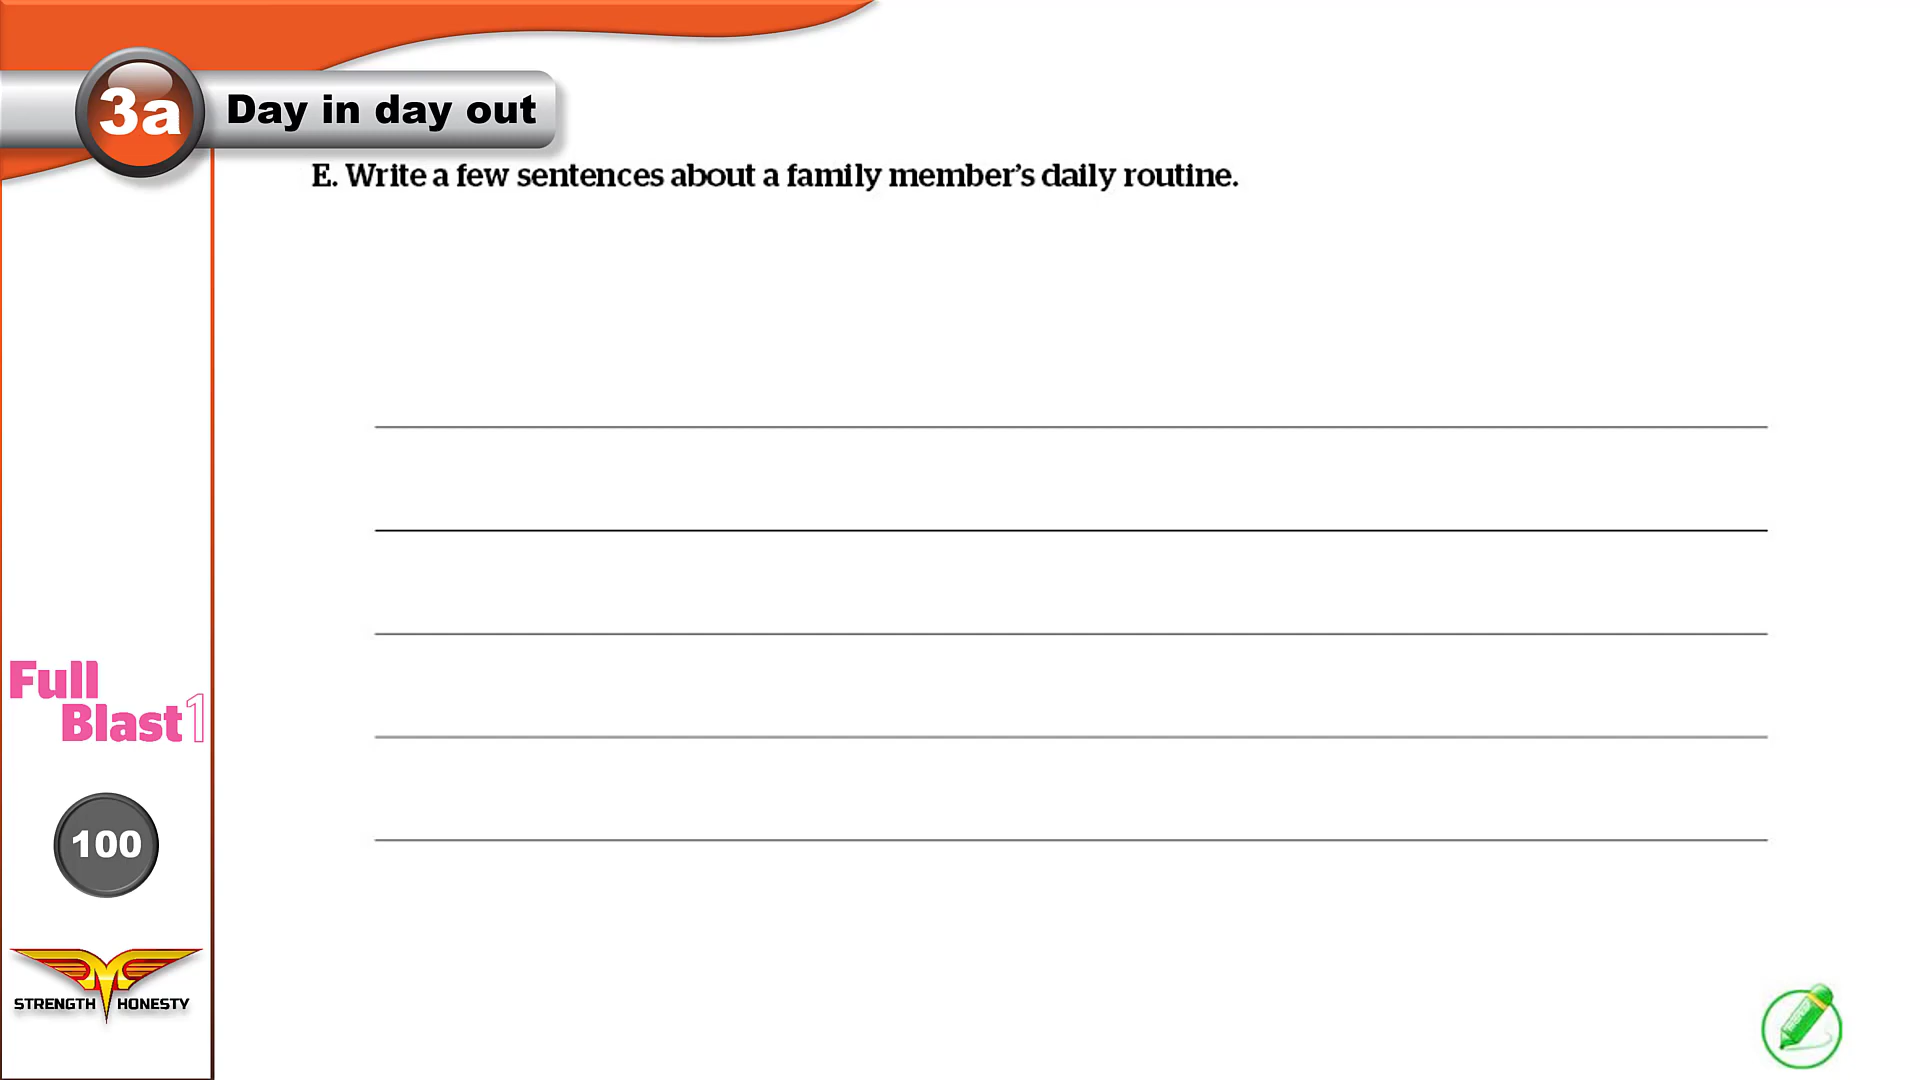 3a Day in day out
E. Write a few sentences about a family member's daily routine.
Full
Blast1
100
STRENGTH HONESTY